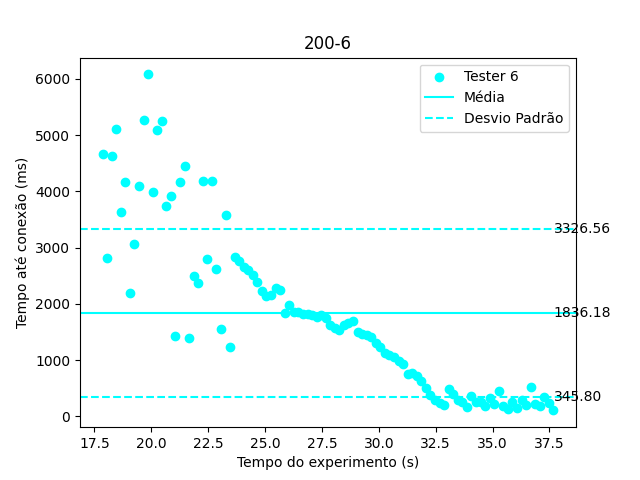 200-6
Tester 6
Média
Desvio Padrão
Tempo até conexão (ms)
6000
5000
4000
3000
2000
1000
0
3326.56
1836.18
345.80
17.5 20.0 22.5 25.0 27.5 30.0 32.5 35.0 37.5
Tempo do experimento (s)